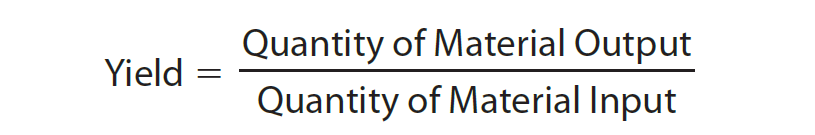 Quantity of Material Output
Yield =
Quantity of Material Input